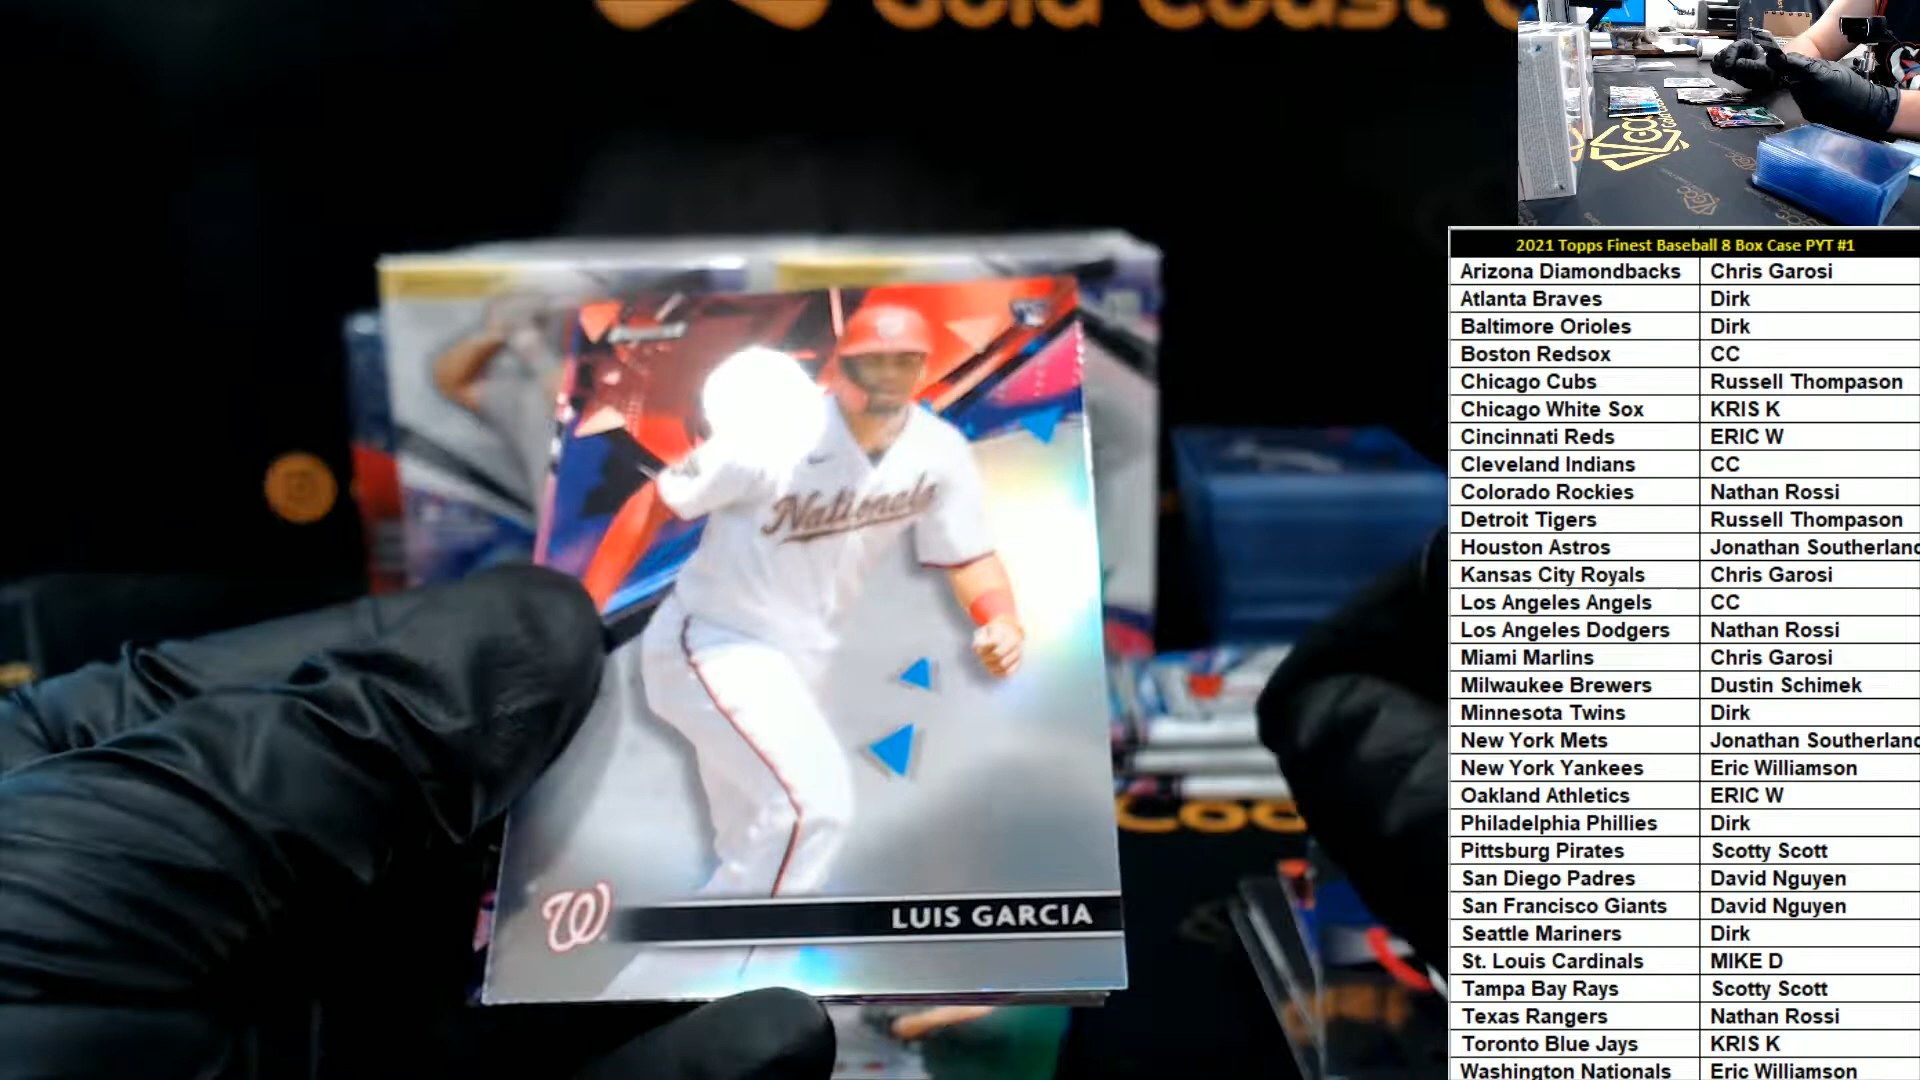 Gold Coast C
2021 Topps Finest Baseball 8 Box Case PYT #1
Arizona Diamondbacks Chris Garosi
Atlanta Braves Dirk
Baltimore Orioles Dirk
Boston Redsox CC
Chicago Cubs Russell Thompason
Chicago White Sox KRIS K
Cincinnati Reds ERIC W
Cleveland Indians CC
Colorado Rockies Nathan Rossi
Detroit Tigers Russell Thompason
Houston Astros Jonathan Southerland
Kansas City Royals Chris Garosi
Los Angeles Angels CC
Los Angeles Dodgers Nathan Rossi
Miami Marlins Chris Garosi
Milwaukee Brewers Dustin Schimek
Minnesota Twins Dirk
New York Mets Jonathan Southerland
New York Yankees Eric Williamson
Oakland Athletics ERIC W
Philadelphia Phillies Dirk
Pittsburg Pirates Scotty Scott
San Diego Padres David Nguyen
San Francisco Giants David Nguyen
Seattle Mariners Dirk
St. Louis Cardinals MIKE D
Tampa Bay Rays Scotty Scott
Texas Rangers Nathan Rossi
Toronto Blue Jays KRIS K
Washington Nationals Eric Williamson
Nationals
W
LUIS GARCIA